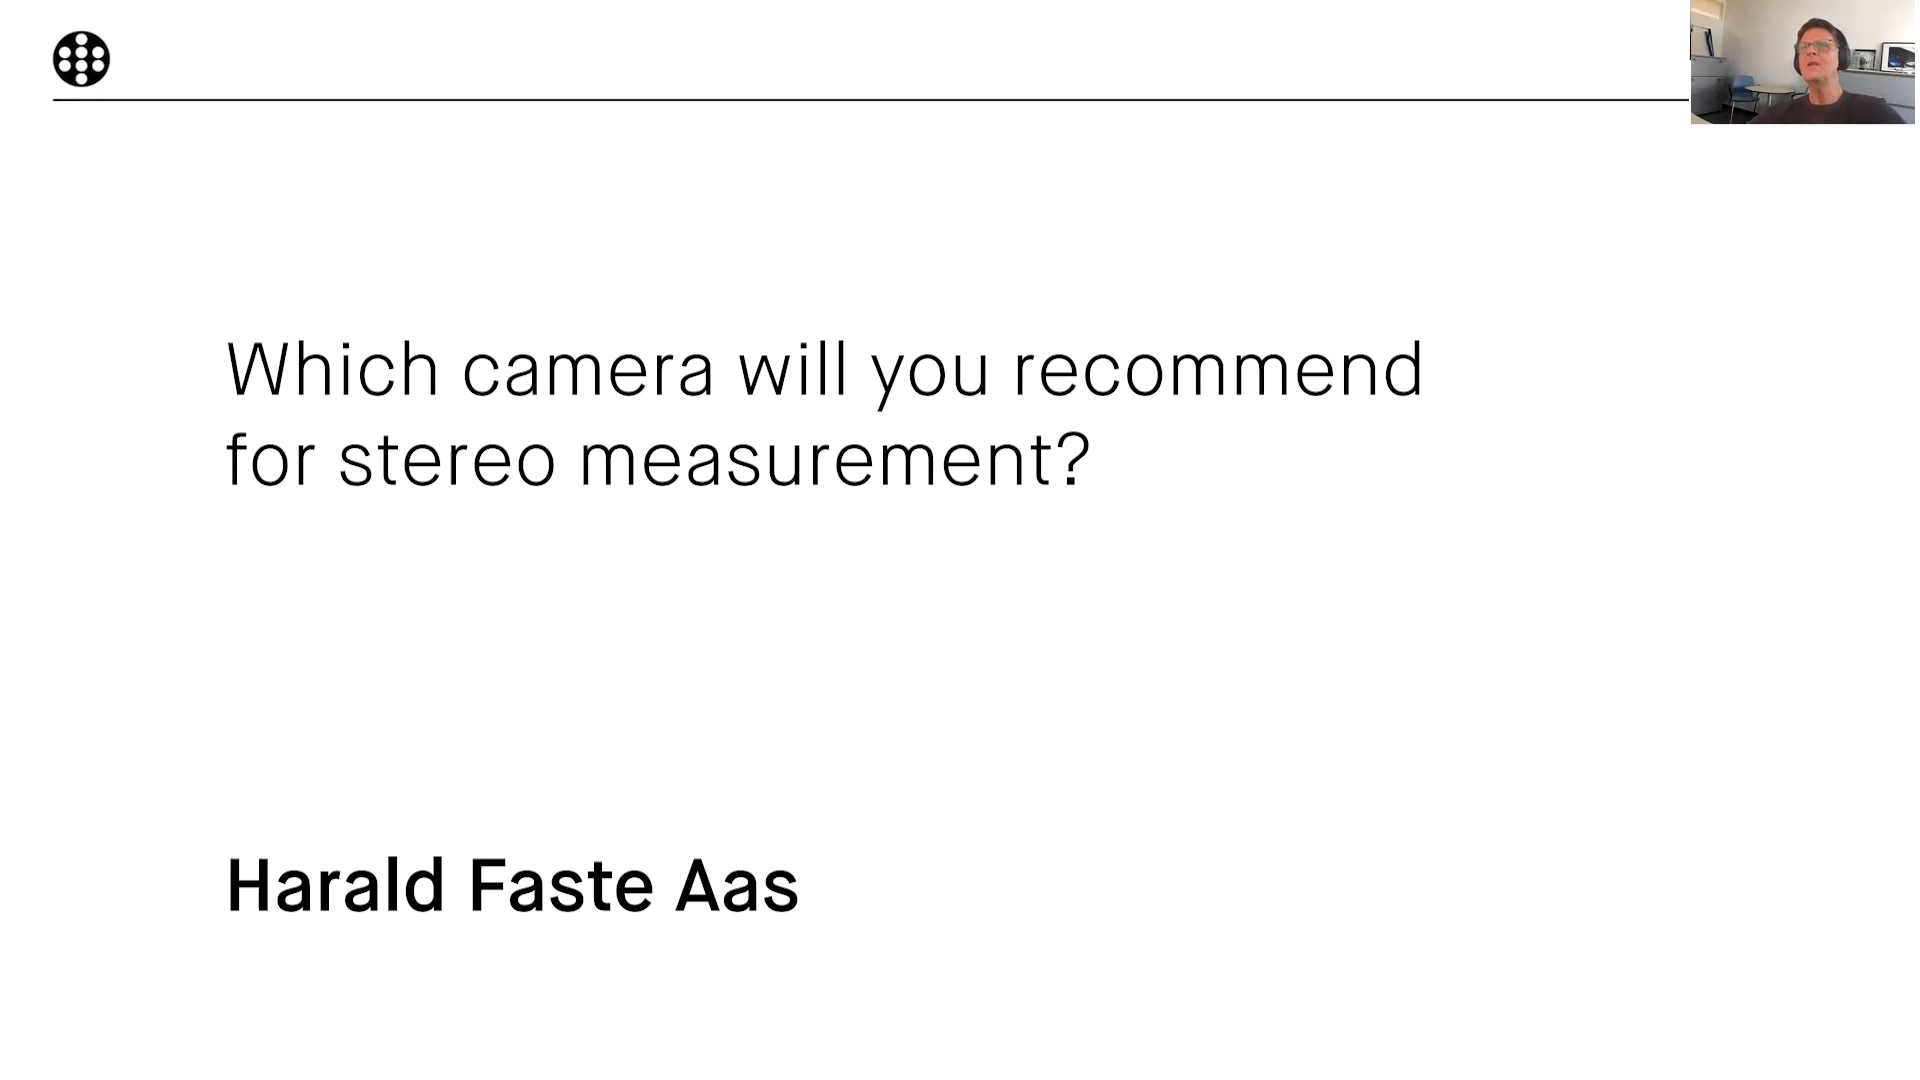 Which camera will you recommend
for stereo measurement?
Harald Faste Aas